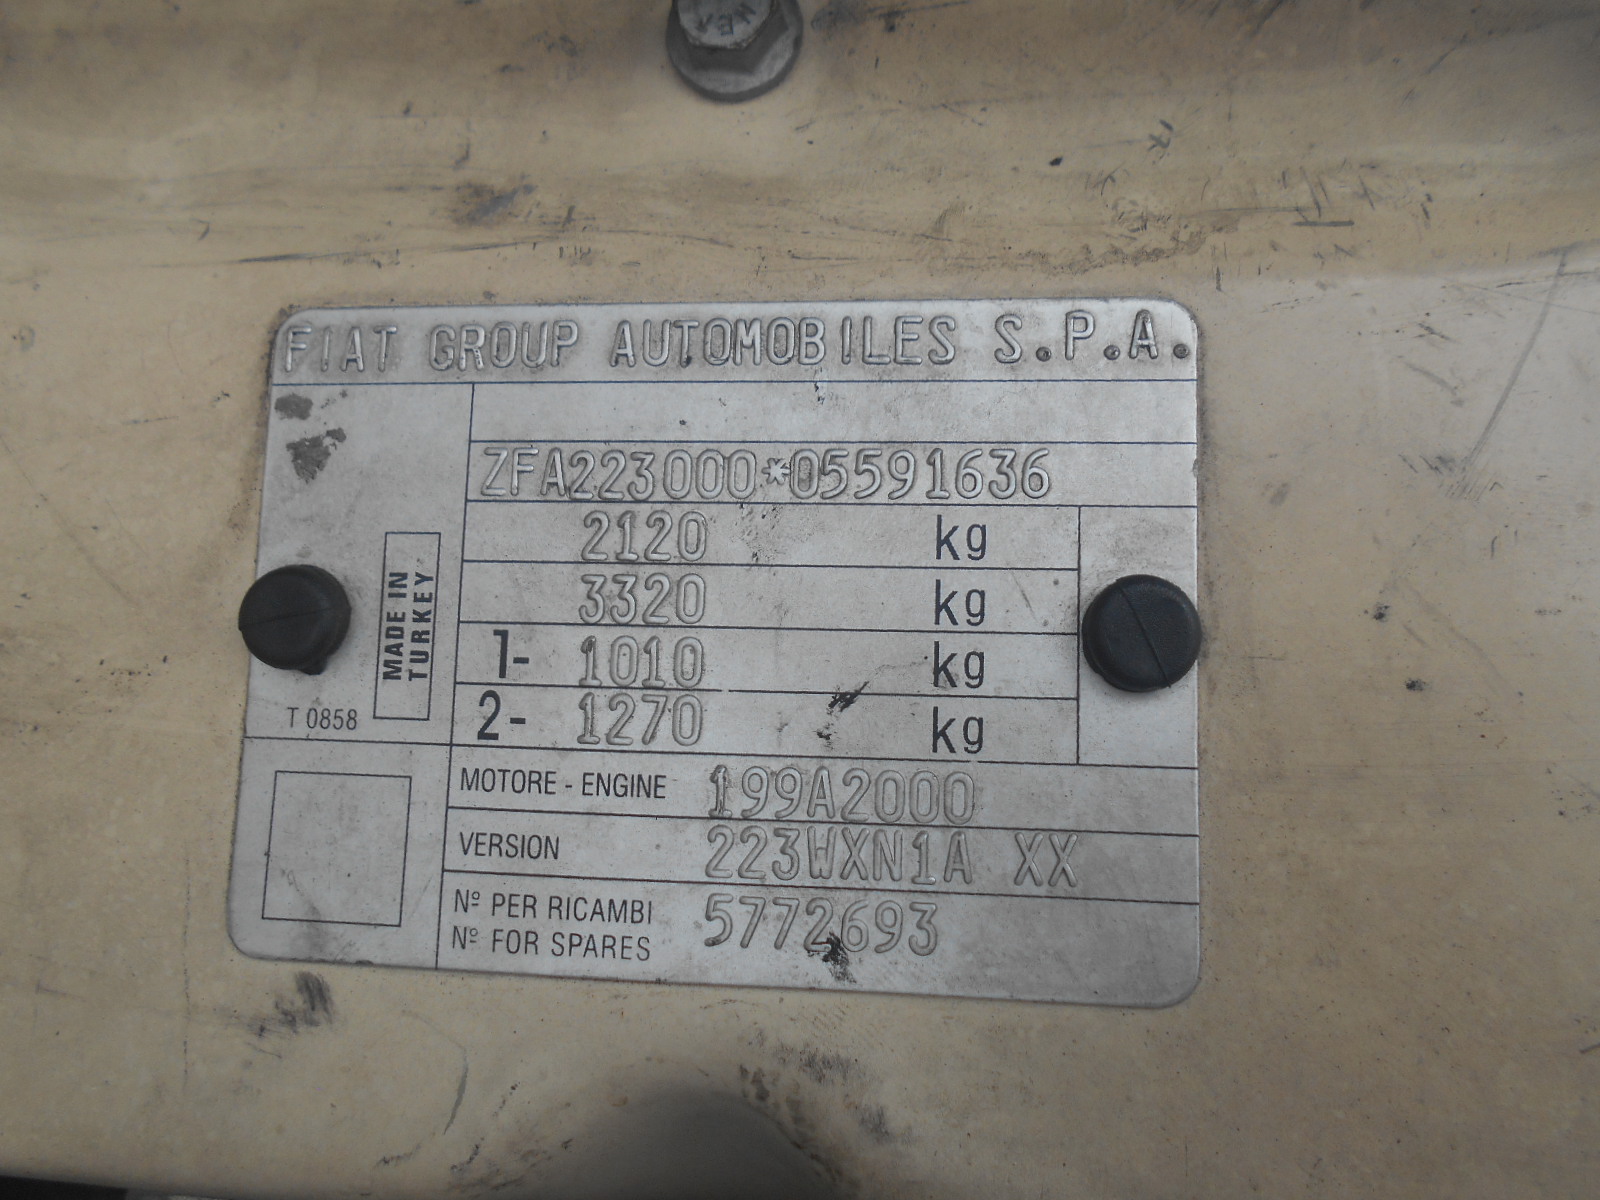 FIAT GROUP AUTOMOBILES S.P.A.
ZFA223000*05591636
2120 kg
3320 kg
1- 1010 kg
2- 1270 kg
MADE IN
TURKEY
T 0858
MOTORE - ENGINE 199A2000
VERSION 223WXN1A XX
Nº PER RICAMBI 5772693
Nº FOR SPARES